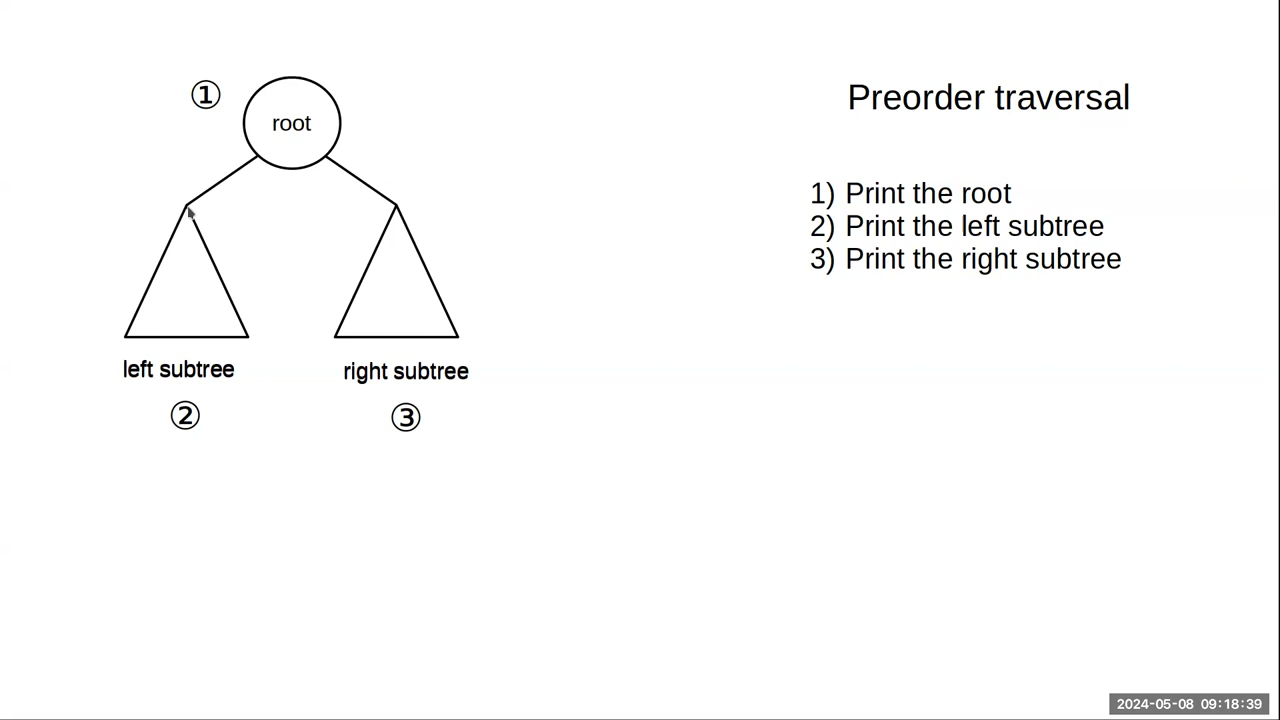 ①
root
left subtree
②
right subtree
③
Preorder traversal
1) Print the root
2) Print the left subtree
3) Print the right subtree
2024-05-08 09:18:39